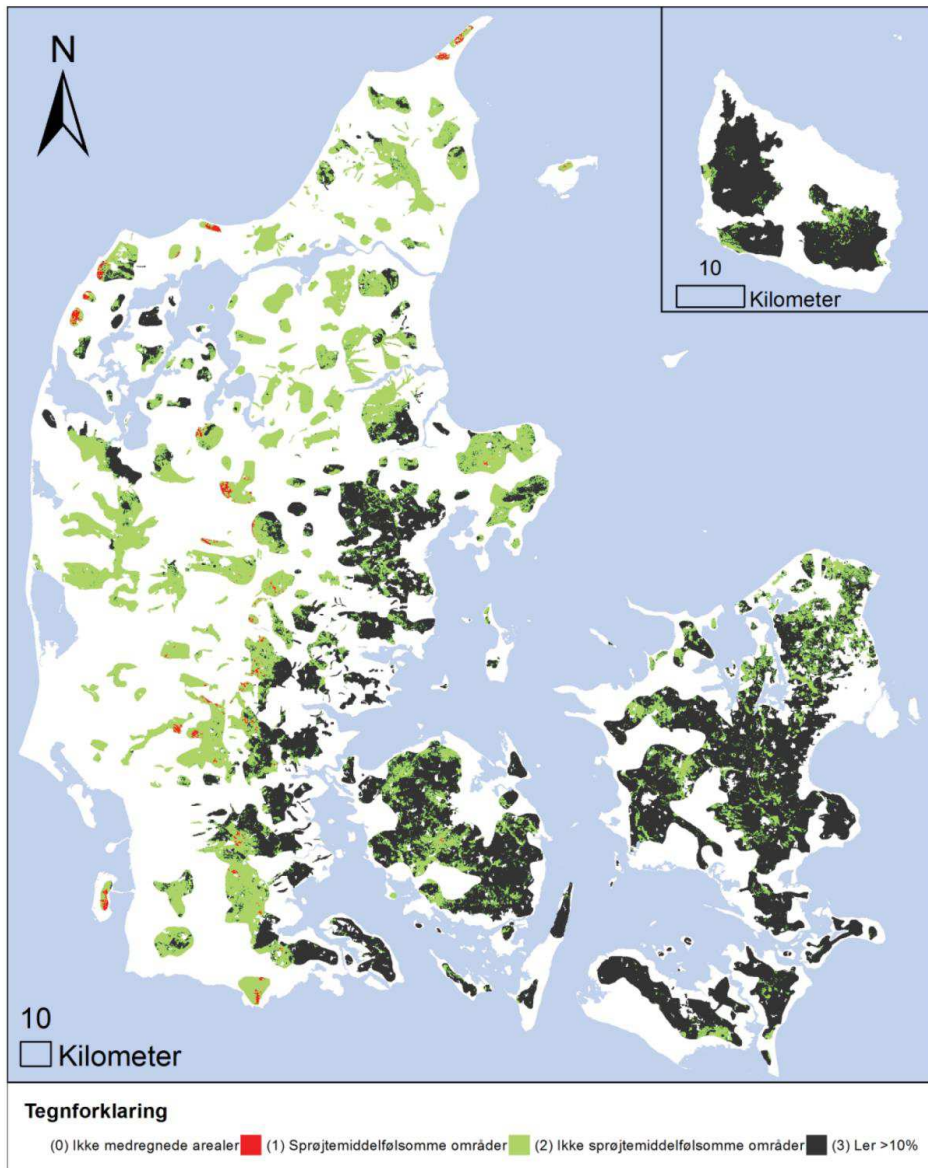 N
10
Kilometer
10
Kilometer
Tegnforklaring
(0) Ikke medregnede arealer (1) Sprøjtemiddelfølsomme områder (2) Ikke sprøjtemiddelfølsomme områder (3) Ler >10%